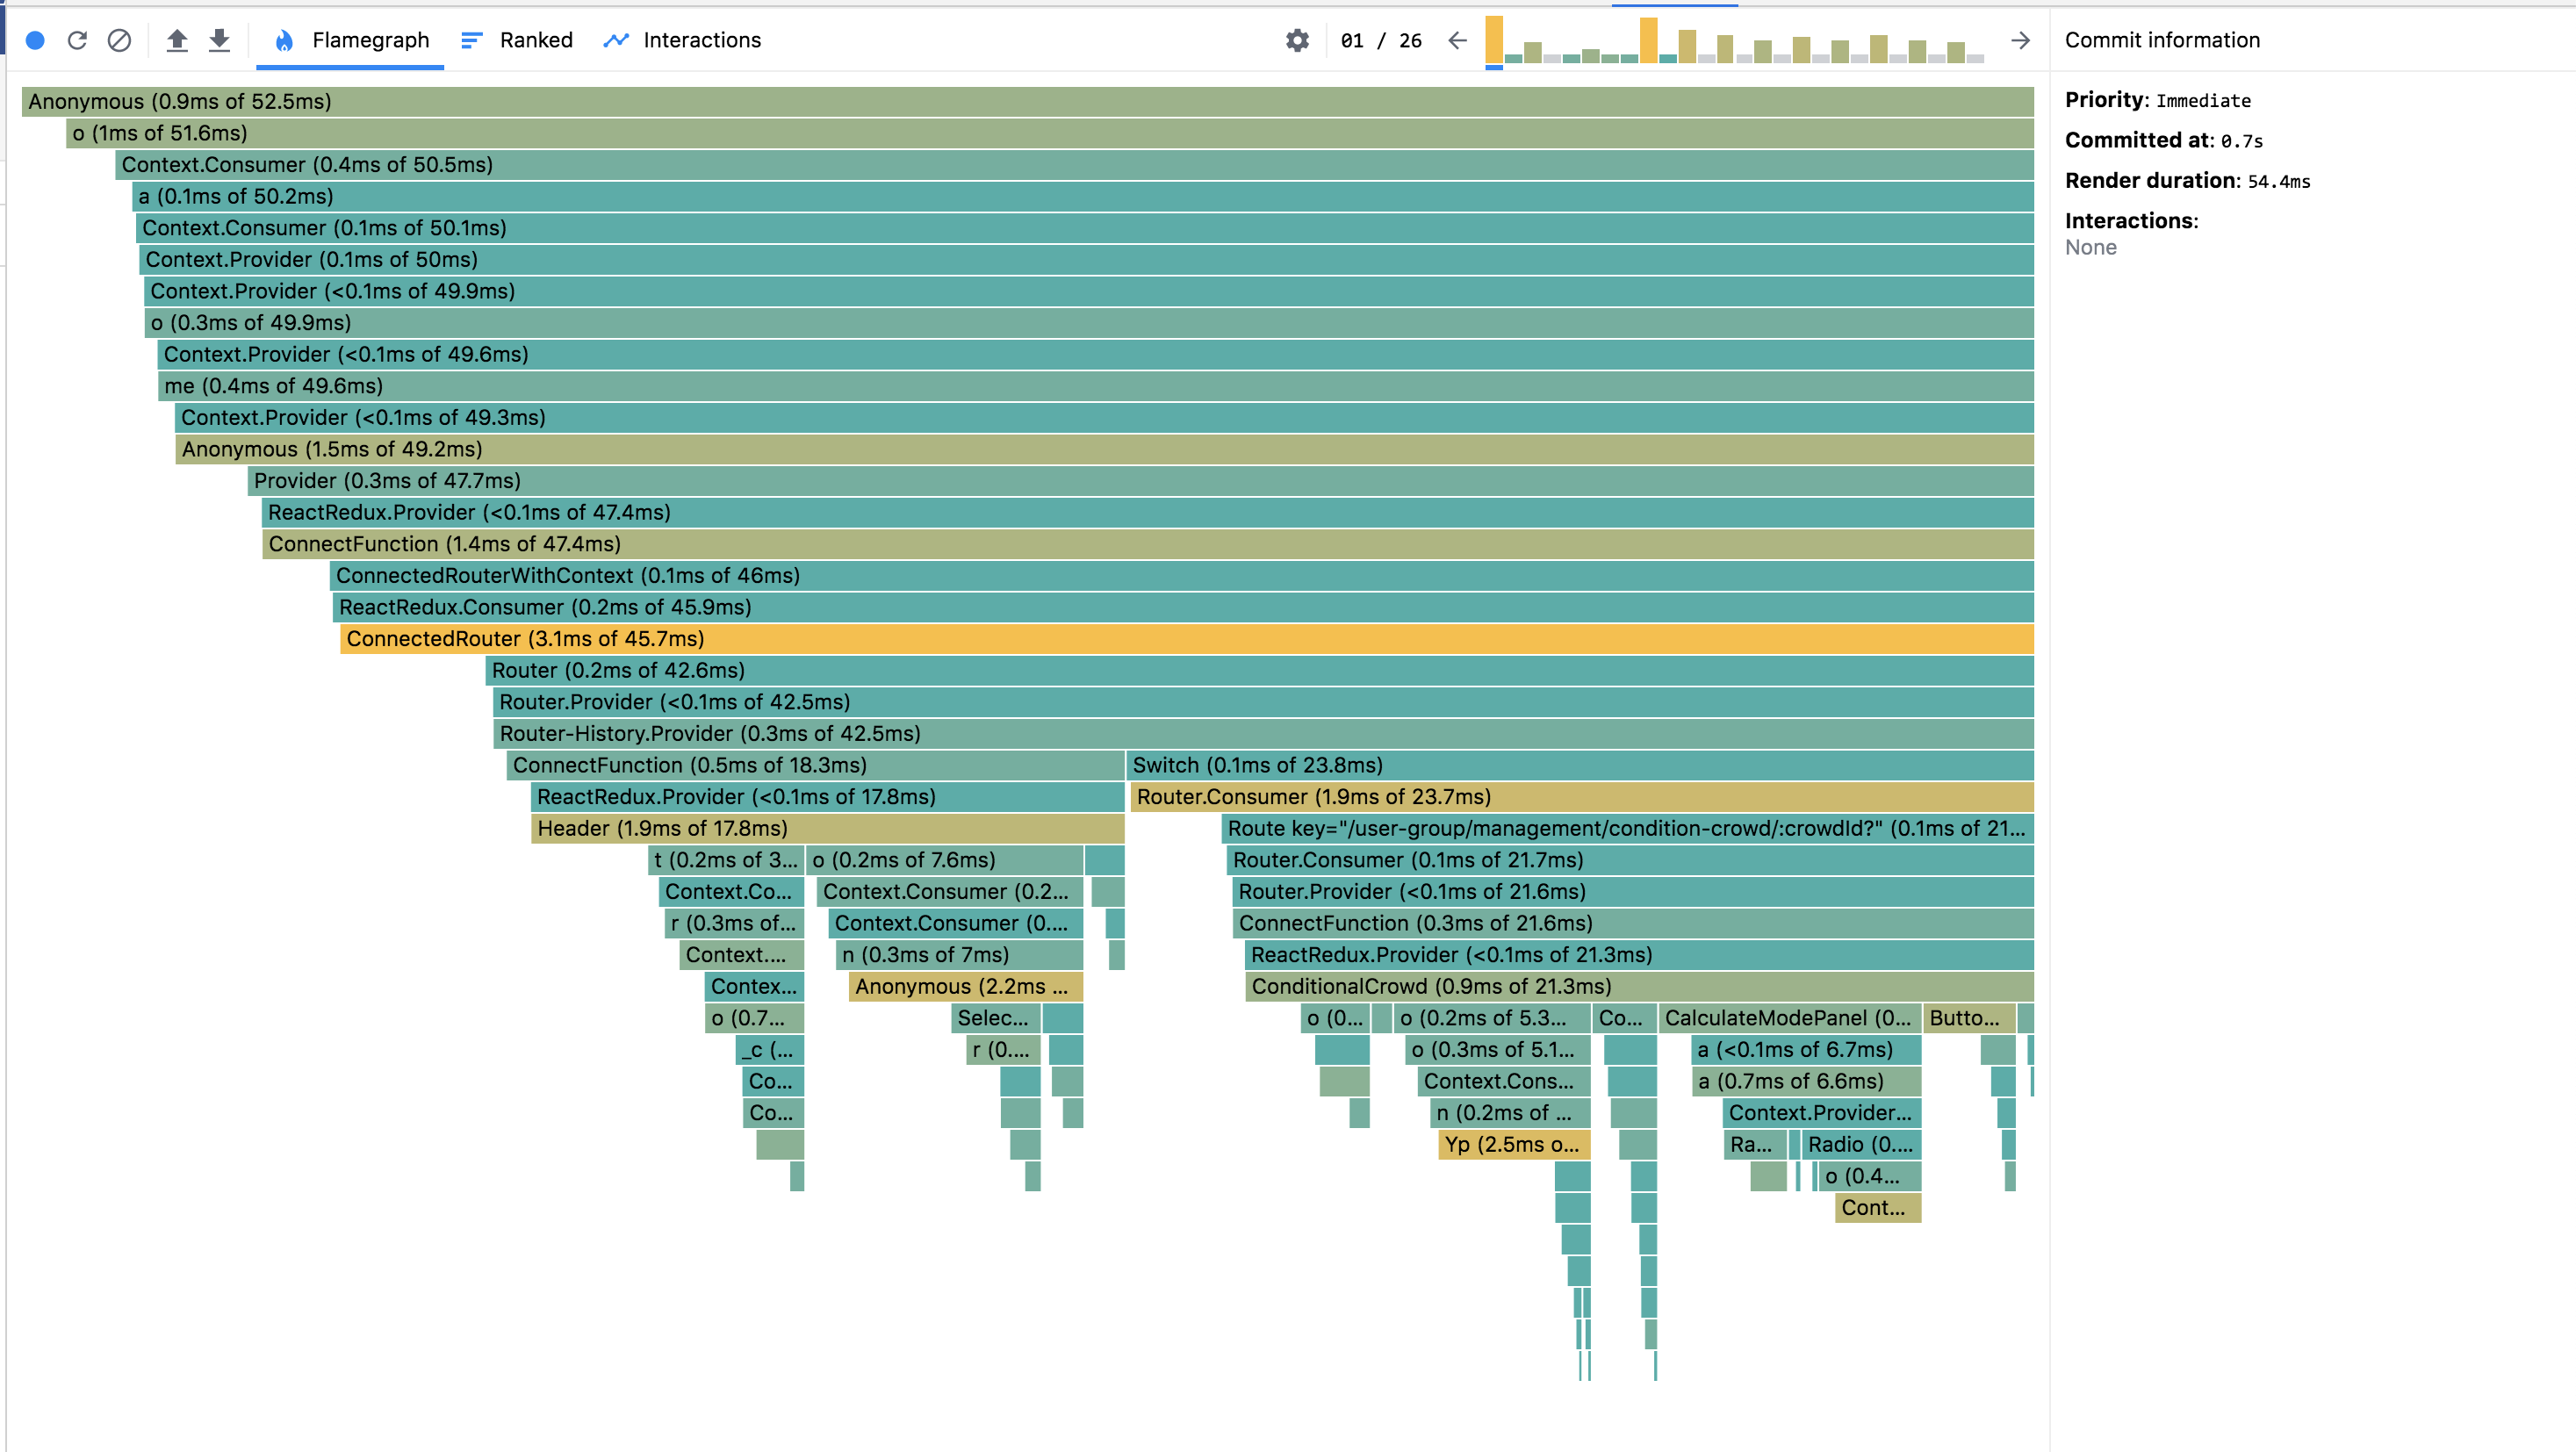 Flamegraph Ranked Interactions 01 / 26 Commit information
Priority: Immediate
Committed at: 0.7s
Render duration: 54.4ms
Interactions:
None
Anonymous (0.9ms of 52.5ms)
o (1ms of 51.6ms)
Context.Consumer (0.4ms of 50.5ms)
a (0.1ms of 50.2ms)
Context.Consumer (0.1ms of 50.1ms)
Context.Provider (0.1ms of 50ms)
Context.Provider (<0.1ms of 49.9ms)
o (0.3ms of 49.9ms)
Context.Provider (<0.1ms of 49.6ms)
me (0.4ms of 49.6ms)
Context.Provider (<0.1ms of 49.3ms)
Anonymous (1.5ms of 49.2ms)
Provider (0.3ms of 47.7ms)
ReactRedux.Provider (<0.1ms of 47.4ms)
ConnectFunction (1.4ms of 47.4ms)
ConnectedRouterWithContext (0.1ms of 46ms)
ReactRedux.Consumer (0.2ms of 45.9ms)
ConnectedRouter (3.1ms of 45.7ms)
Router (0.2ms of 42.6ms)
Router.Provider (<0.1ms of 42.5ms)
Router-History.Provider (0.3ms of 42.5ms)
ConnectFunction (0.5ms of 18.3ms) Switch (0.1ms of 23.8ms)
ReactRedux.Provider (<0.1ms of 17.8ms) Router.Consumer (1.9ms of 23.7ms)
Header (1.9ms of 17.8ms) Route key="/user-group/management/condition-crowd/:crowdId?" (0.1ms of 21...
t (0.2ms of 3... o (0.2ms of 7.6ms) Router.Consumer (0.1ms of 21.7ms)
Context.Co... Context.Consumer (0.2... Router.Provider (<0.1ms of 21.6ms)
r (0.3ms of... Context.Consumer (0.... ConnectFunction (0.3ms of 21.6ms)
Context.... n (0.3ms of 7ms) ReactRedux.Provider (<0.1ms of 21.3ms)
Contex... Anonymous (2.2ms ... ConditionalCrowd (0.9ms of 21.3ms)
o (0.7... Selec... o (0... o (0.2ms of 5.3... Co... CalculateModePanel (0... Butto...
_c (... r (0.... o (0.3ms of 5.1... a (<0.1ms of 6.7ms)
Co... Context.Cons... a (0.7ms of 6.6ms)
Co... n (0.2ms of ... Context.Provider...
Yp (2.5ms o... Ra... Radio (0....
o (0.4...
Cont...